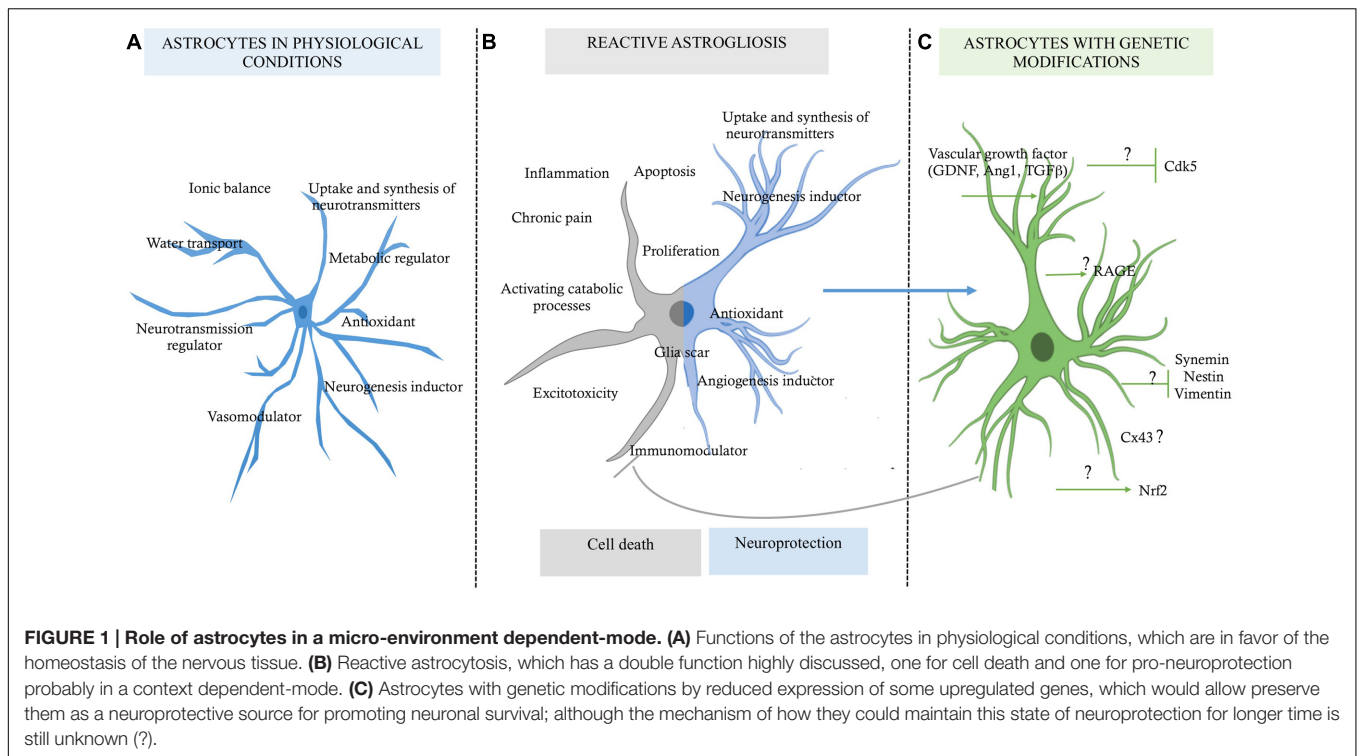 A
ASTROCYTES IN PHYSIOLOGICAL
CONDITIONS
Ionic balance
Uptake and synthesis of
neurotransmitters
Water transport
Metabolic regulator
Neurotransmission
regulator
Antioxidant
Neurogenesis inductor
Vasomodulator
B
REACTIVE ASTROGLIOSIS
Uptake and synthesis of
neurotransmitters
Inflammation
Apoptosis
Neurogenesis inductor
Chronic pain
Proliferation
Activating catabolic
processes
Antioxidant
Glia scar
Angiogenesis inductor
Excitotoxicity
Immunomodulator
Cell death
Neuroprotection
C
ASTROCYTES WITH GENETIC
MODIFICATIONS
Vascular growth factor
(GDNF, Ang1, TGFβ)
?
Cdk5
?
RAGE
?
Synemin
Nestin
Vimentin
Cx43 ?
?
Nrf2
FIGURE 1 | Role of astrocytes in a micro-environment dependent-mode. (A) Functions of the astrocytes in physiological conditions, which are in favor of the
homeostasis of the nervous tissue. (B) Reactive astrocytosis, which has a double function highly discussed, one for cell death and one for pro-neuroprotection
probably in a context dependent-mode. (C) Astrocytes with genetic modifications by reduced expression of some upregulated genes, which would allow preserve
them as a neuroprotective source for promoting neuronal survival; although the mechanism of how they could maintain this state of neuroprotection for longer time is
still unknown (?).